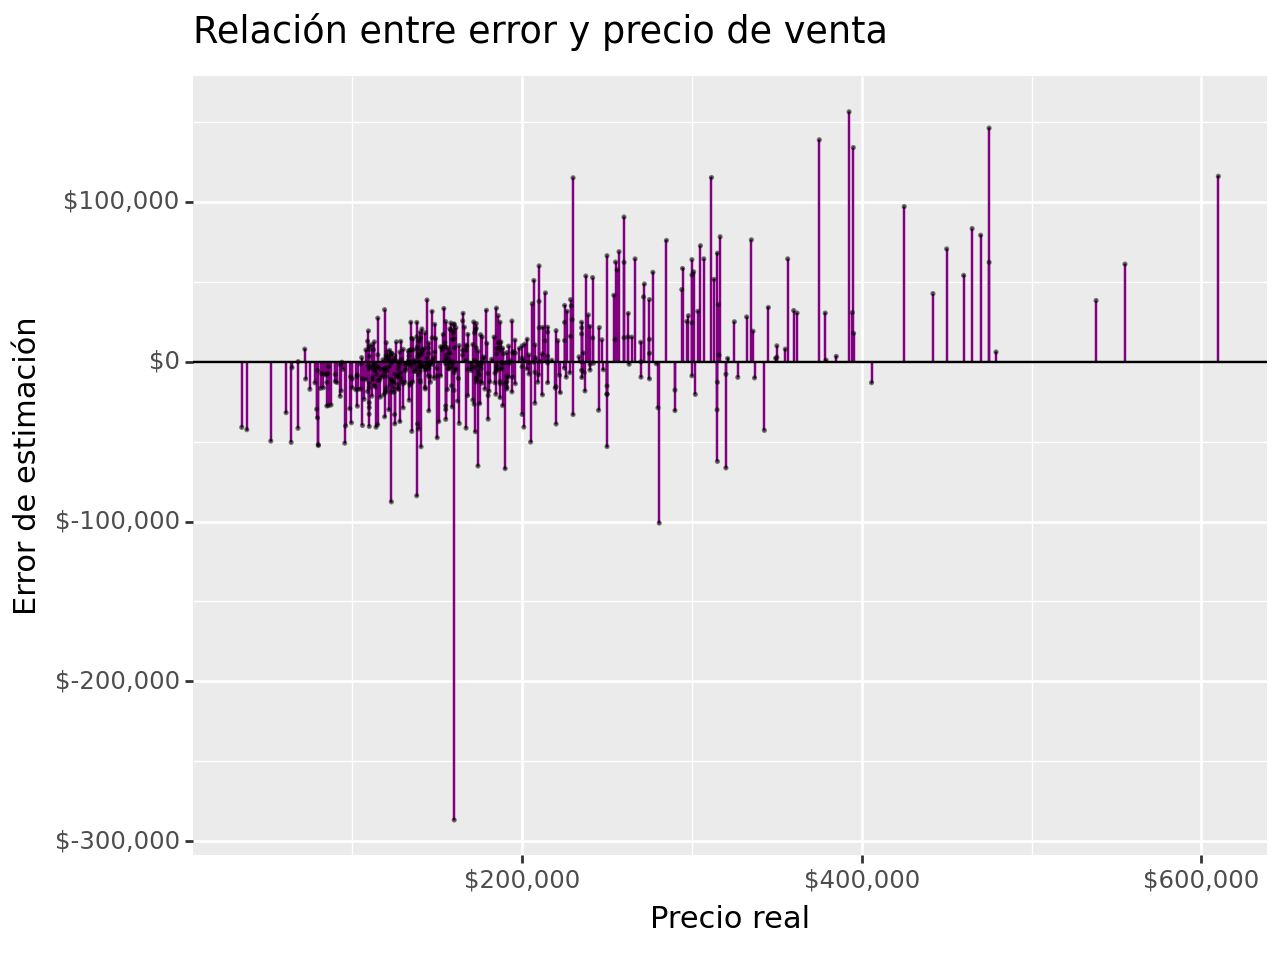 Relación entre error y precio de venta
Error de estimación
$100,000
$0
$-100,000
$-200,000
$-300,000
$200,000
$400,000
$600,000
Precio real